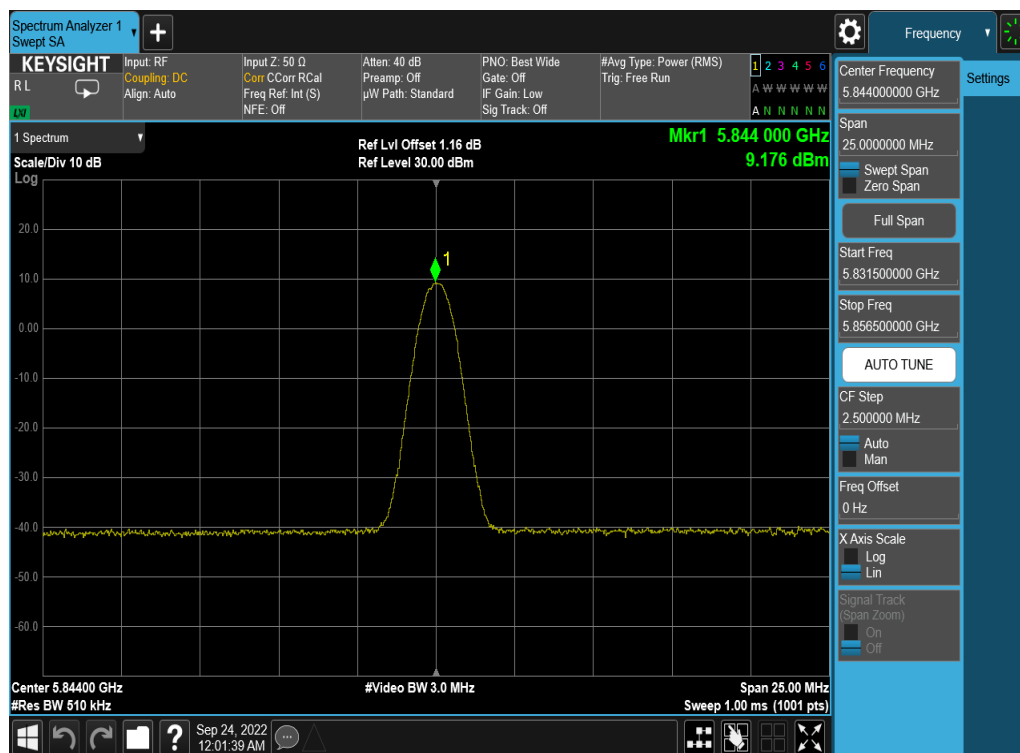 Spectrum Analyzer 1
Swept SA
Frequency
KEYSIGHT
R L
LXI
Input: RF
Coupling: DC
Align: Auto
Input Z: 50 Ω
Corr CCorr RCal
Freq Ref: Int (S)
NFE: Off
Atten: 40 dB
Preamp: Off
µW Path: Standard
PNO: Best Wide
Gate: Off
IF Gain: Low
Sig Track: Off
#Avg Type: Power (RMS)
Trig: Free Run
1 2 3 4 5 6
A W W W W W
A N N N N N
1 Spectrum
Scale/Div 10 dB
Log
Ref Lvl Offset 1.16 dB
Ref Level 30.00 dBm
Mkr1 5.844 000 GHz
9.176 dBm
1
20.0
10.0
0.00
-10.0
-20.0
-30.0
-40.0
-50.0
-60.0
Center 5.84400 GHz
#Res BW 510 kHz
#Video BW 3.0 MHz
Span 25.00 MHz
Sweep 1.00 ms (1001 pts)
Center Frequency
5.844000000 GHz
Settings
Span
25.0000000 MHz
Swept Span
Zero Span
Full Span
Start Freq
5.831500000 GHz
Stop Freq
5.856500000 GHz
AUTO TUNE
CF Step
2.500000 MHz
Auto
Man
Freq Offset
0 Hz
X Axis Scale
Log
Lin
Signal Track
(Span Zoom)
On
Off
?
Sep 24, 2022
12:01:39 AM